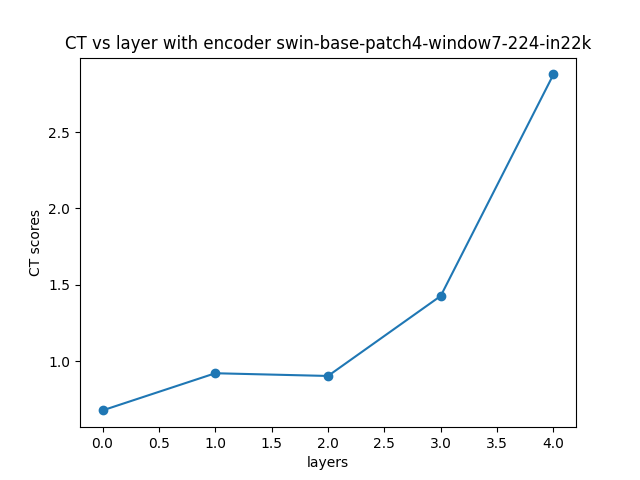 CT vs layer with encoder swin-base-patch4-window7-224-in22k
2.5
2.0
1.5
1.0
CT scores
0.0 0.5 1.0 1.5 2.0 2.5 3.0 3.5 4.0
layers